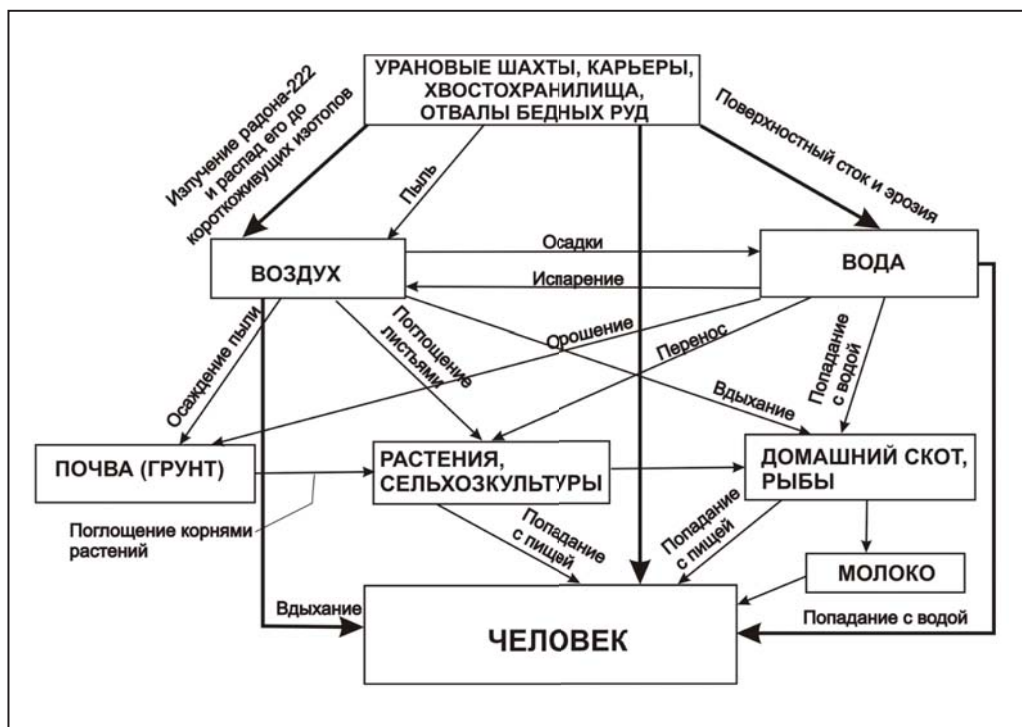 УРАНОВЫЕ ШАХТЫ, КАРЬЕРЫ,
ХВОСТОХРАНИЛИЩА,
ОТВАЛЫ БЕДНЫХ РУД
Излучение радона-222
и распад его до
короткоживущих изотопов
Пыль
Поверхностный сток и эрозия
ВОЗДУХ
Осадки
Испарение
ВОДА
Осаждение пыли
Поглощение
листьями
Орошение
Перенос
Вдыхание
Попадание
с водой
ПОЧВА (ГРУНТ)
РАСТЕНИЯ,
СЕЛЬХОЗКУЛЬТУРЫ
ДОМАШНИЙ СКОТ,
РЫБЫ
Поглощение корнями
растений
Попадание
с пищей
Попадание
с пищей
МОЛОКО
Вдыхание
ЧЕЛОВЕК
Попадание с водой